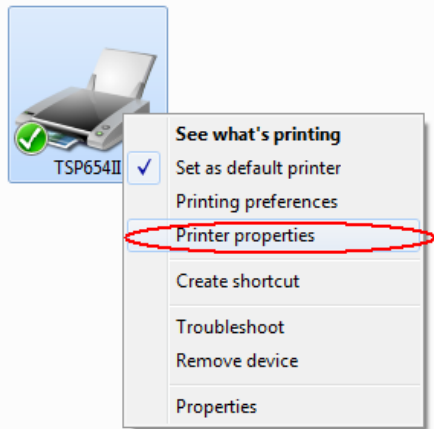 TSP654II
See what's printing
Set as default printer
Printing preferences
Printer properties
Create shortcut
Troubleshoot
Remove device
Properties